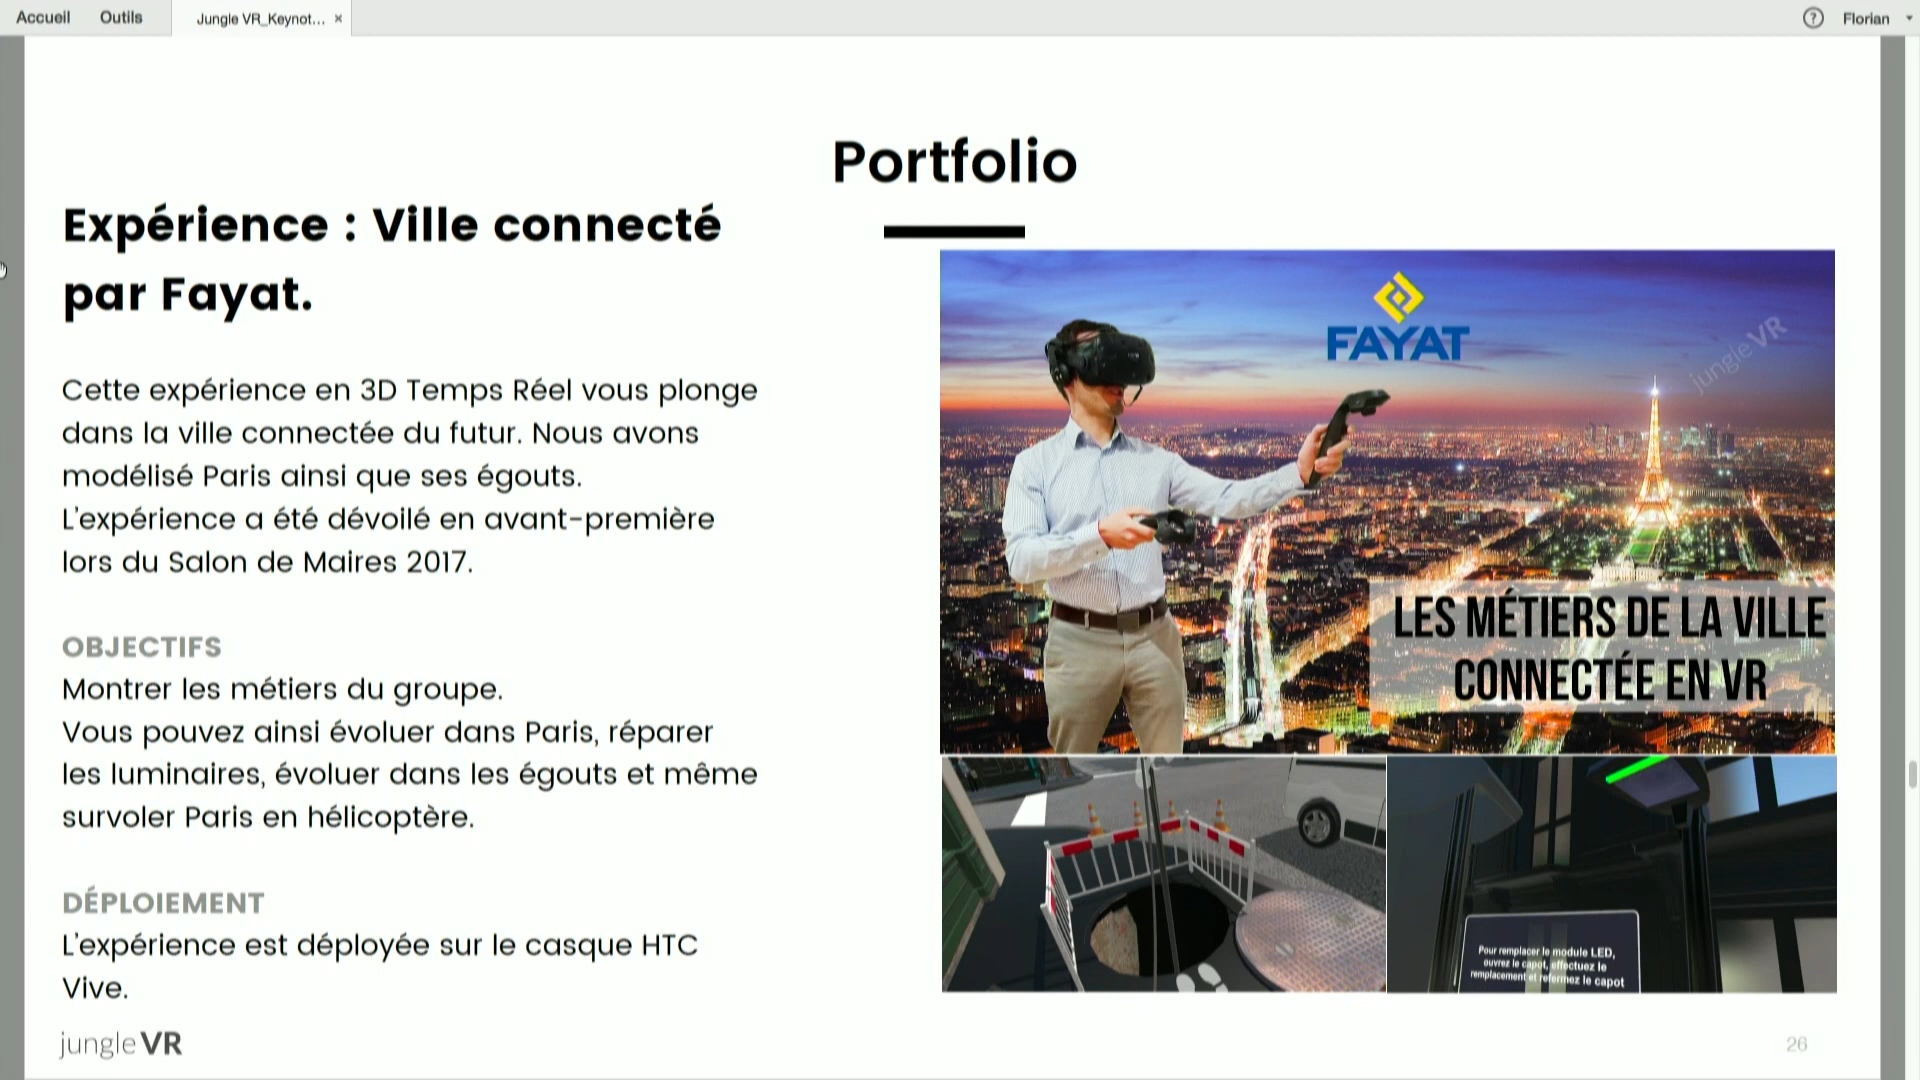 Accueil Outils Jungle VR_Keynot... × ? Florian
Portfolio
Expérience : Ville connecté
par Fayat.
Cette expérience en 3D Temps Réel vous plonge
dans la ville connectée du futur. Nous avons
modélisé Paris ainsi que ses égouts.
L'expérience a été dévoilé en avant-première
lors du Salon de Maires 2017.
OBJECTIFS
Montrer les métiers du groupe.
Vous pouvez ainsi évoluer dans Paris, réparer
les luminaires, évoluer dans les égouts et même
survoler Paris en hélicoptère.
DÉPLOIEMENT
L'expérience est déployée sur le casque HTC
Vive.
FAYAT
jungle VR
jungle VR
LES MÉTIERS DE LA VILLE
CONNECTÉE EN VR
Pour remplacer le module LED,
ouvrez le capot, effectuez le
remplacement et refermez le capot
jungle VR
26